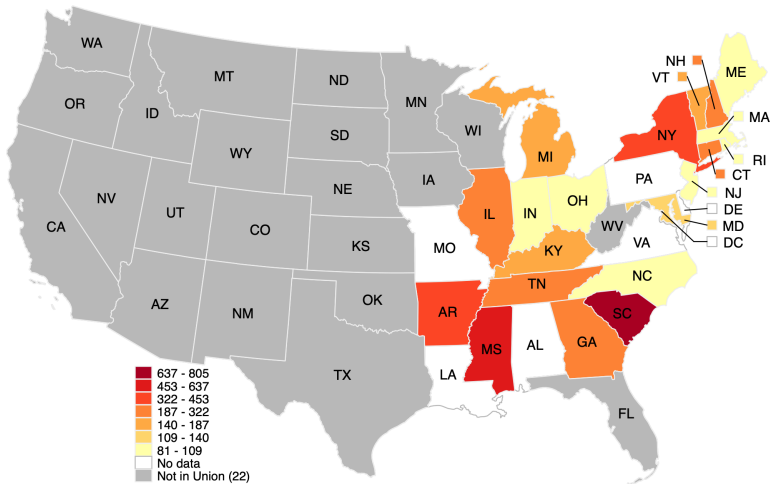 WA
MT
ND
MN
OR
ID
SD
WI
WY
IA
NE
NV
UT
CO
KS
CA
MO
IL
IN
OH
MI
PA
NY
NH
VT
ME
MA
RI
CT
NJ
DE
MD
DC
WV
VA
KY
NC
TN
SC
AZ
NM
OK
AR
MS
AL
GA
TX
LA
FL
637 - 805
453 - 637
322 - 453
187 - 322
140 - 187
109 - 140
81 - 109
No data
Not in Union (22)